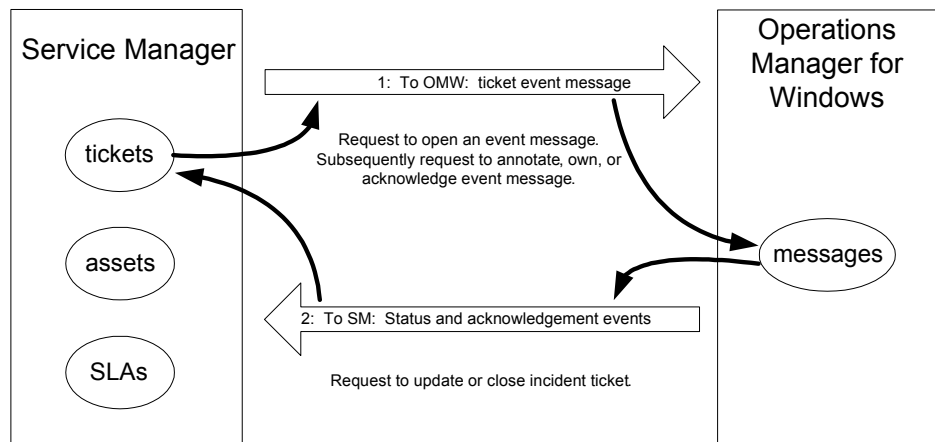 Service Manager
Operations
Manager for
Windows
1: To OMW: ticket event message
Request to open an event message.
Subsequently request to annotate, own, or
acknowledge event message.
tickets
assets
messages
2: To SM: Status and acknowledgement events
SLAs
Request to update or close incident ticket.